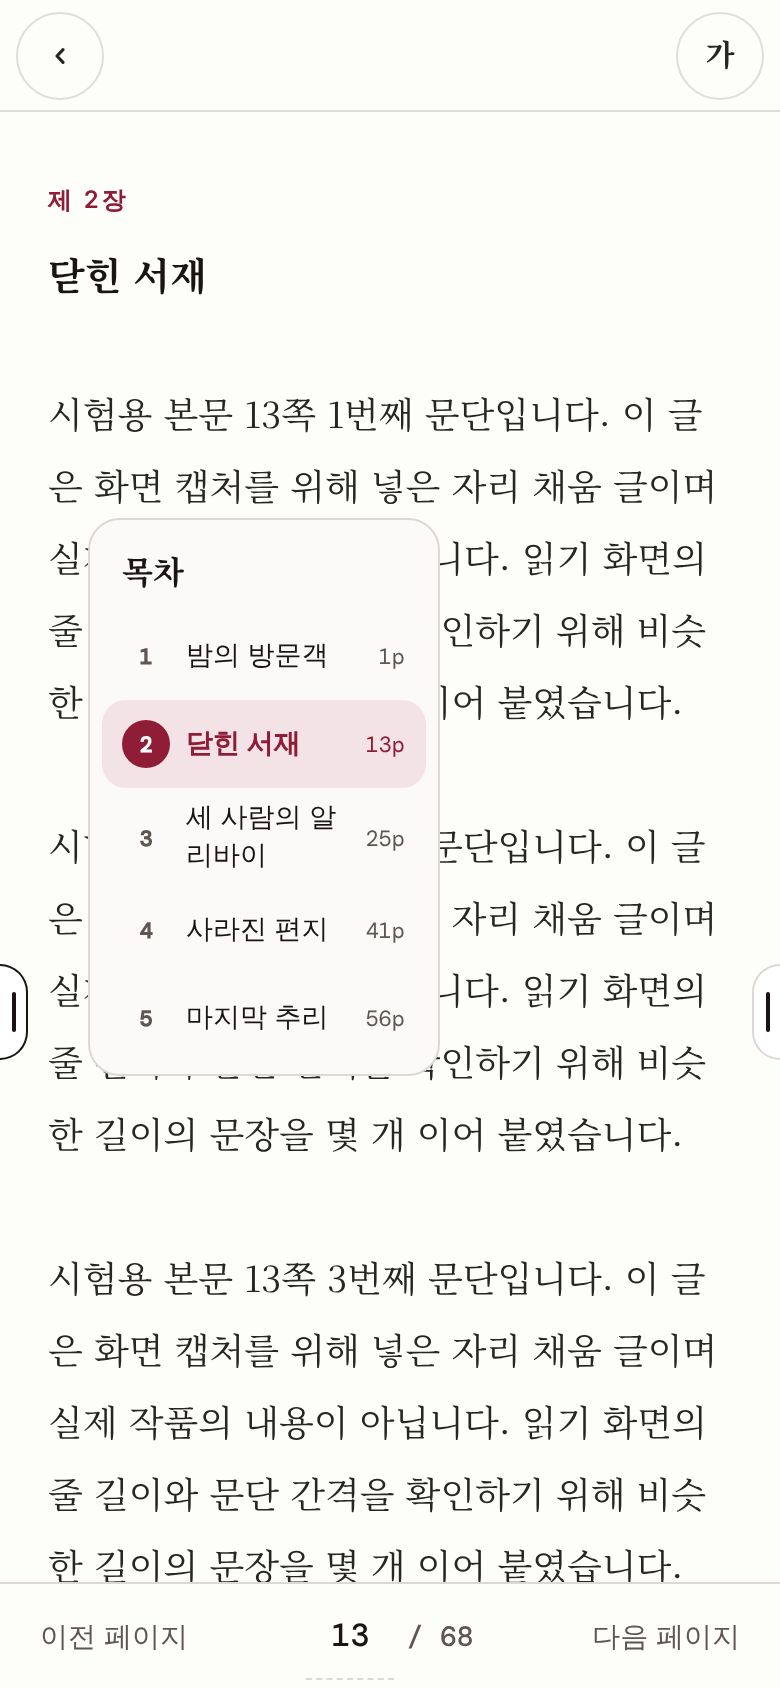 가
제 2장
닫힌 서재
시험용 본문 13쪽 1번째 문단입니다. 이 글
은 화면 캡처를 위해 넣은 자리 채움 글이며
니다. 읽기 화면의
줄
인하기 위해 비슷
한
이어 붙였습니다.
목차
1 밤의 방문객 1p
2 닫힌 서재 13p
3 세 사람의 알
리바이 25p
4 사라진 편지 41p
5 마지막 추리 56p
문단입니다. 이 글
은
자리 채움 글이며
니다. 읽기 화면의
줄
확인하기 위해 비슷
한 길이의 문장을 몇 개 이어 붙였습니다.
시험용 본문 13쪽 3번째 문단입니다. 이 글
은 화면 캡처를 위해 넣은 자리 채움 글이며
실제 작품의 내용이 아닙니다. 읽기 화면의
줄 길이와 문단 간격을 확인하기 위해 비슷
한 길이의 문장을 몇 개 이어 붙였습니다.
이전 페이지 13 / 68 다음 페이지